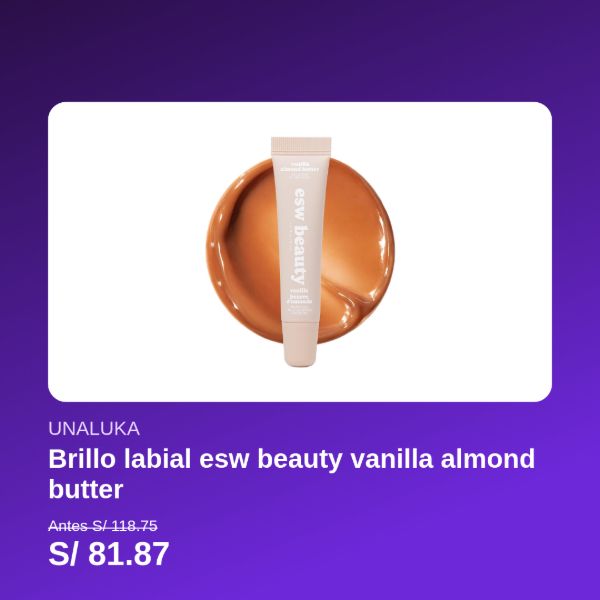 vanilla
almond butter
esw beauty
vanille
beurre
d'amande
UNALUKA
Brillo labial esw beauty vanilla almond
butter
Antes S/ 118.75
S/ 81.87